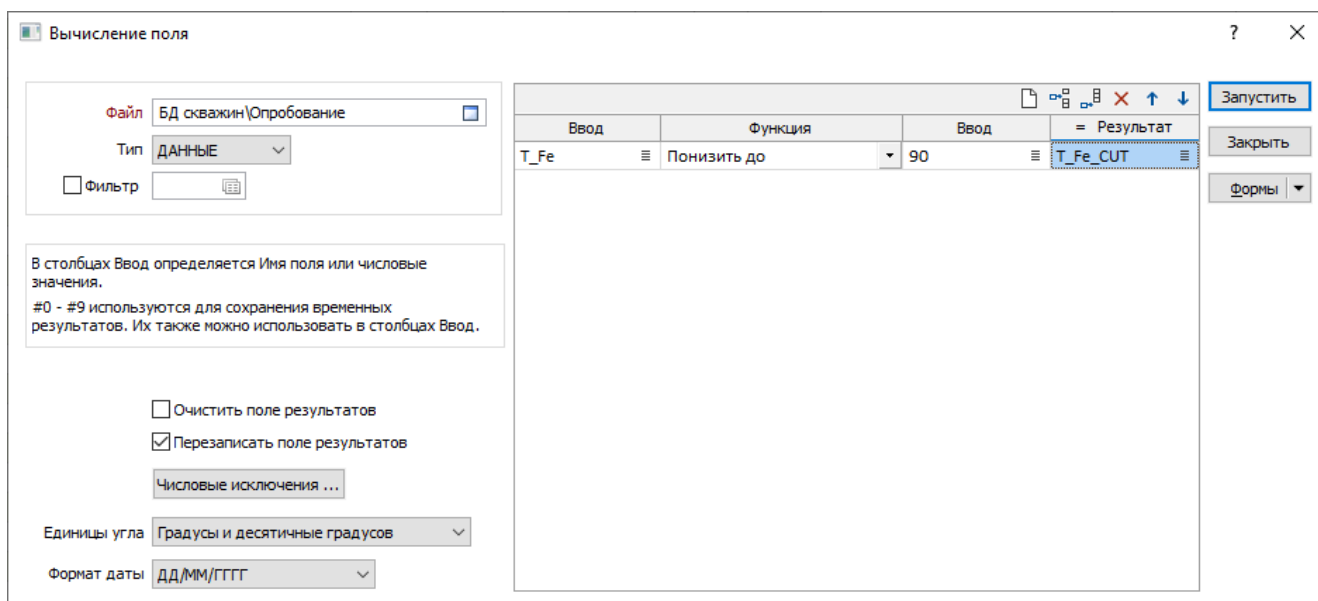 Вычисление поля
?
Файл БД скважин\Опробование
Тип ДАННЫЕ
Фильтр
В столбцах Ввод определяется Имя поля или числовые
значения.
#0 - #9 используются для сохранения временных
результатов. Их также можно использовать в столбцах Ввод.
Очистить поле результатов
Перезаписать поле результатов
Числовые исключения ...
Единицы угла Градусы и десятичные градусов
Формат даты ДД/ММ/ГГГГ
Ввод Функция Ввод = Результат
T_Fe Понизить до 90 T_Fe_CUT
Запустить
Закрыть
Формы